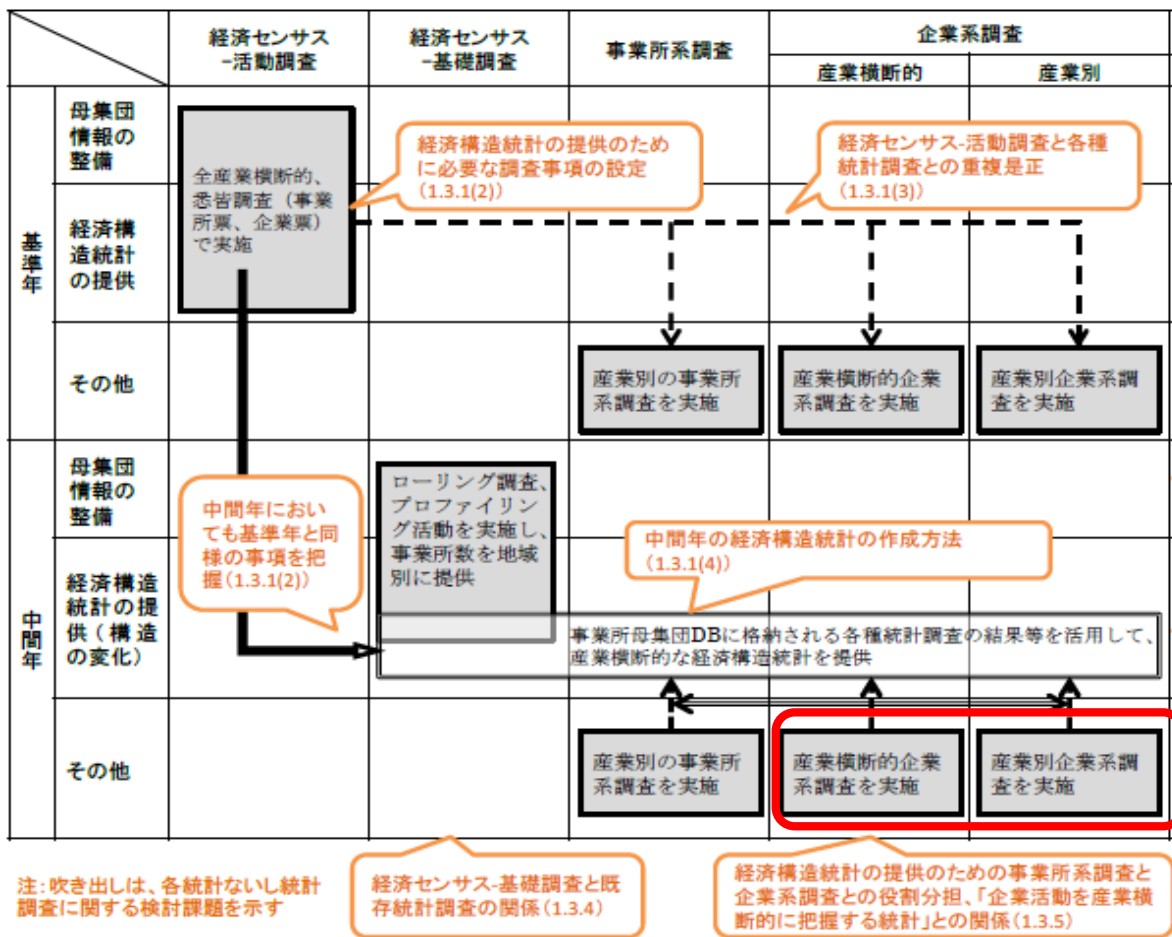 経済センサス
-活動調査
経済センサス
-基礎調査
事業所系調査
企業系調査
産業横断的
産業別
基準年
母集団
情報の
整備
全産業横断的、
悉皆調査（事業
所票、企業票）
で実施
経済構造統計の提供のため
に必要な調査事項の設定
（1.3.1(2)）
経済センサス-活動調査と各種
統計調査との重複是正
（1.3.1(3)）
経済構
造統計
の提供
その他
産業別の事業所
系調査を実施
産業横断的企業
系調査を実施
産業別企業系調
査を実施
中間年
母集団
情報の
整備
中間年におい
ても基準年と同
様の事項を把
握（1.3.1(2)）
ローリング調査、
プロファイリン
グ活動を実施し、
事業所数を地域
別に提供
中間年の経済構造統計の作成方法
（1.3.1(4)）
経済構造
統計の提
供（構造
の変化）
事業所母集団DBに格納される各種統計調査の結果等を活用して、
産業横断的な経済構造統計を提供
その他
産業別の事業所
系調査を実施
産業横断的企業
系調査を実施
産業別企業系調
査を実施
注：吹き出しは、各統計ないし統計
調査に関する検討課題を示す
経済センサス-基礎調査と既
存統計調査の関係（1.3.4）
経済構造統計の提供のための事業所系調査と
企業系調査との役割分担、「企業活動を産業横
断的に把握する統計」との関係（1.3.5）